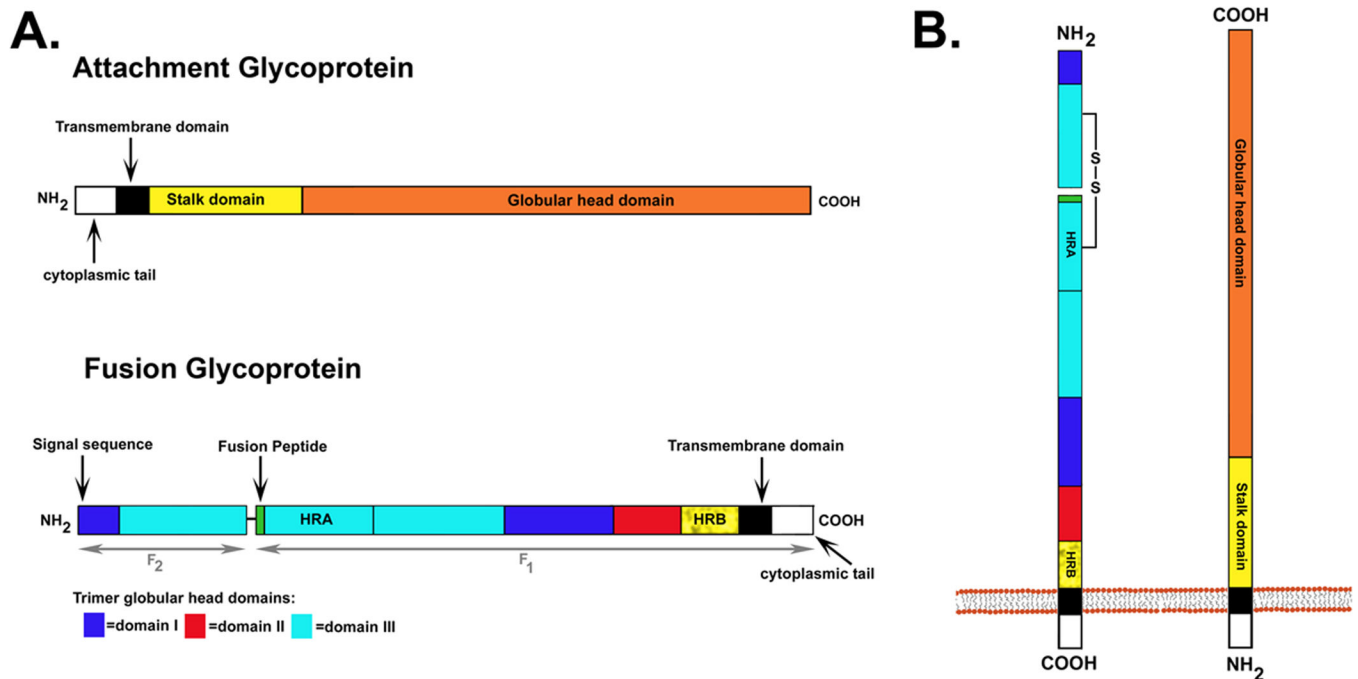 A.
Attachment Glycoprotein
Transmembrane domain
NH2
Stalk domain
Globular head domain
COOH
cytoplasmic tail
Fusion Glycoprotein
Signal sequence
Fusion Peptide
Transmembrane domain
NH2
HRA
HRB
COOH
F2
F1
cytoplasmic tail
Trimer globular head domains:
=domain I =domain II =domain III
B.
NH2
S
S
HRA
HRB
COOH
COOH
Globular head domain
Stalk domain
NH2